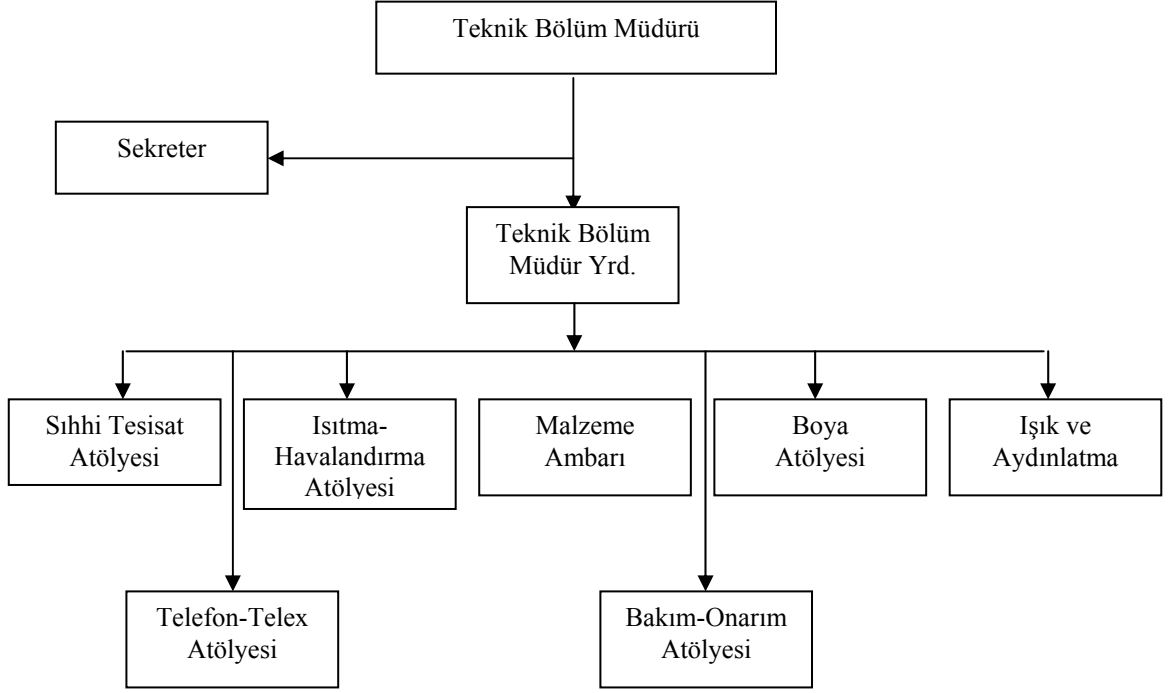 Teknik Bölüm Müdürü
Sekreter
Teknik Bölüm
Müdür Yrd.
Sıhhi Tesisat
Atölyesi
Isıtma-
Havalandırma
Atölyesi
Malzeme
Ambarı
Boya
Atölyesi
Işık ve
Aydınlatma
Telefon-Telex
Atölyesi
Bakım-Onarım
Atölyesi